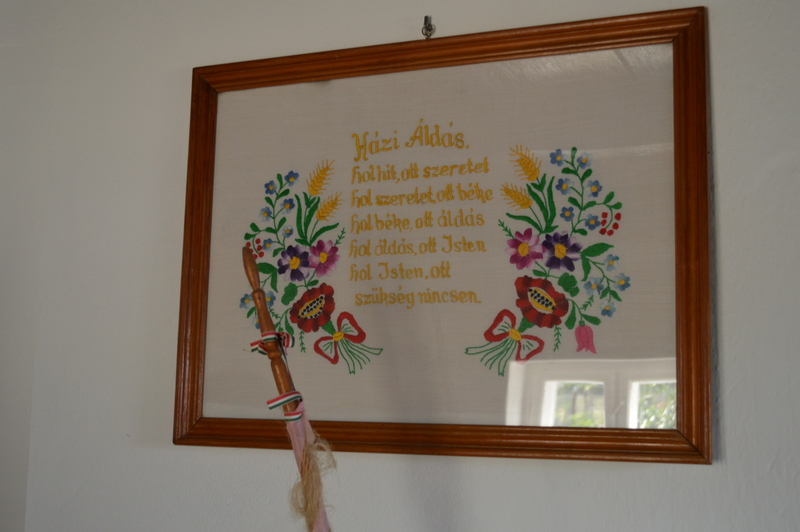 Házi Áldás.
Hol hit, ott szeretet
hol szeretet, ott béke
hol béke, ott áldás
hol áldás, ott Isten
hol Isten, ott
szükség nincsen.